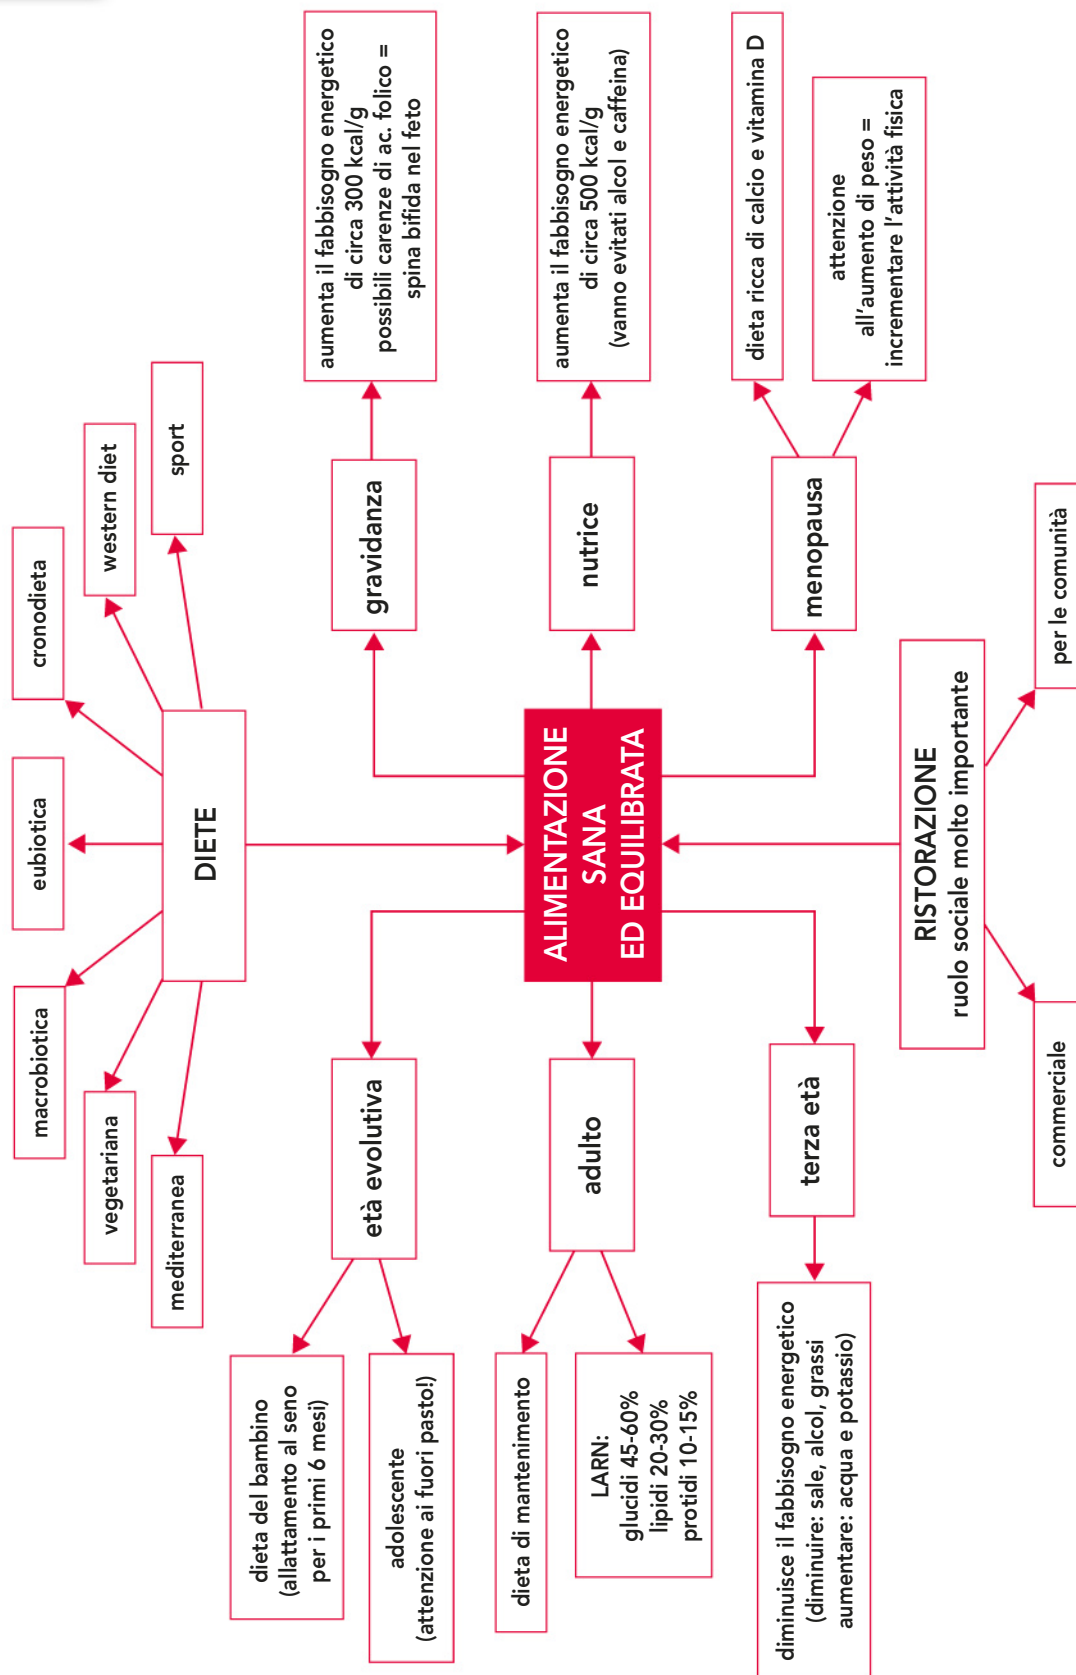 macrobiotica
eubiotica
cronodieta
vegetariana
western diet
mediterranea
sport
DIETE
dieta del bambino
(allattamento al seno
per i primi 6 mesi)
adolescente
(attenzione ai fuori pasto!)
età evolutiva
gravidanza
aumenta il fabbisogno energetico
di circa 300 kcal/g
possibili carenze di ac. folico =
spina bifida nel feto
dieta di mantenimento
LARN:
glucidi 45-60%
lipidi 20-30%
protidi 10-15%
adulto
ALIMENTAZIONE
SANA
ED EQUILIBRATA
nutrice
aumenta il fabbisogno energetico
di circa 500 kcal/g
(vanno evitati alcol e caffeina)
diminuisce il fabbisogno energetico
(diminuire: sale, alcol, grassi
aumentare: acqua e potassio)
terza età
menopausa
dieta ricca di calcio e vitamina D
attenzione
all'aumento di peso =
incrementare l'attività fisica
RISTORAZIONE
ruolo sociale molto importante
commerciale
per le comunità